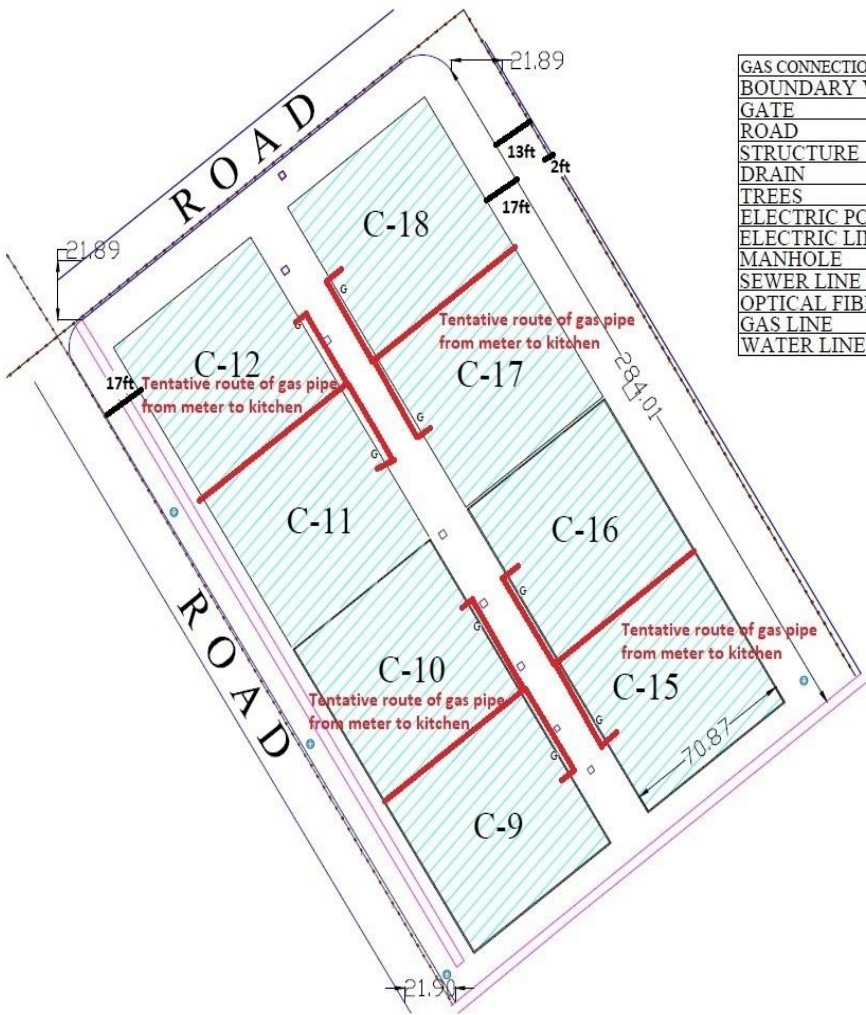 21.89
ROAD
13ft
2ft
17ft
C-18
21.89
G
Tentative route of gas pipe
from meter to kitchen
G
C-12
C-17
284.01
17ft
Tentative route of gas pipe
from meter to kitchen
G
G
C-11
C-16
ROAD
G
G
Tentative route of gas pipe
from meter to kitchen
C-10
C-15
Tentative route of gas pipe
from meter to kitchen
G
70.87
G
C-9
21.90
GAS CONNECTIO
BOUNDARY
GATE
ROAD
STRUCTURE
DRAIN
TREES
ELECTRIC PO
ELECTRIC LI
MANHOLE
SEWER LINE
OPTICAL FIB
GAS LINE
WATER LINE